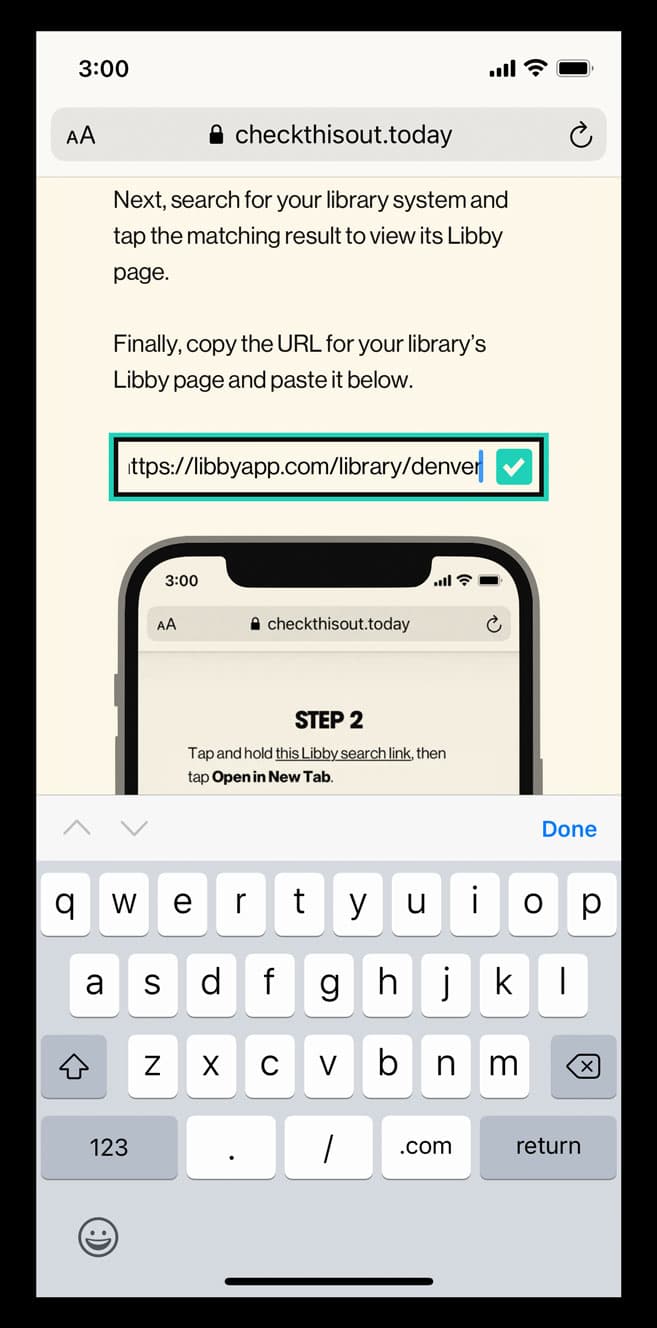 3:00
AA checkthisout.today
Next, search for your library system and
tap the matching result to view its Libby
page.
Finally, copy the URL for your library’s
Libby page and paste it below.
ttps://libbyapp.com/library/denver
3:00
AA checkthisout.today
STEP 2
Tap and hold this Libby search link, then
tap Open in New Tab.
Done
q w e r t y u i o p
a s d f g h j k l
z x c v b n m
123 . / .com return